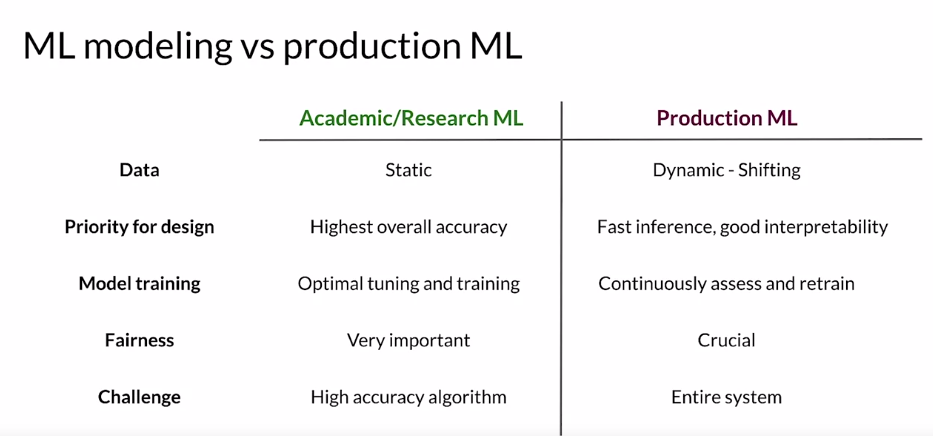 ML modeling vs production ML
Academic/Research ML Production ML
Data Static Dynamic - Shifting
Priority for design Highest overall accuracy Fast inference, good interpretability
Model training Optimal tuning and training Continuously assess and retrain
Fairness Very important Crucial
Challenge High accuracy algorithm Entire system